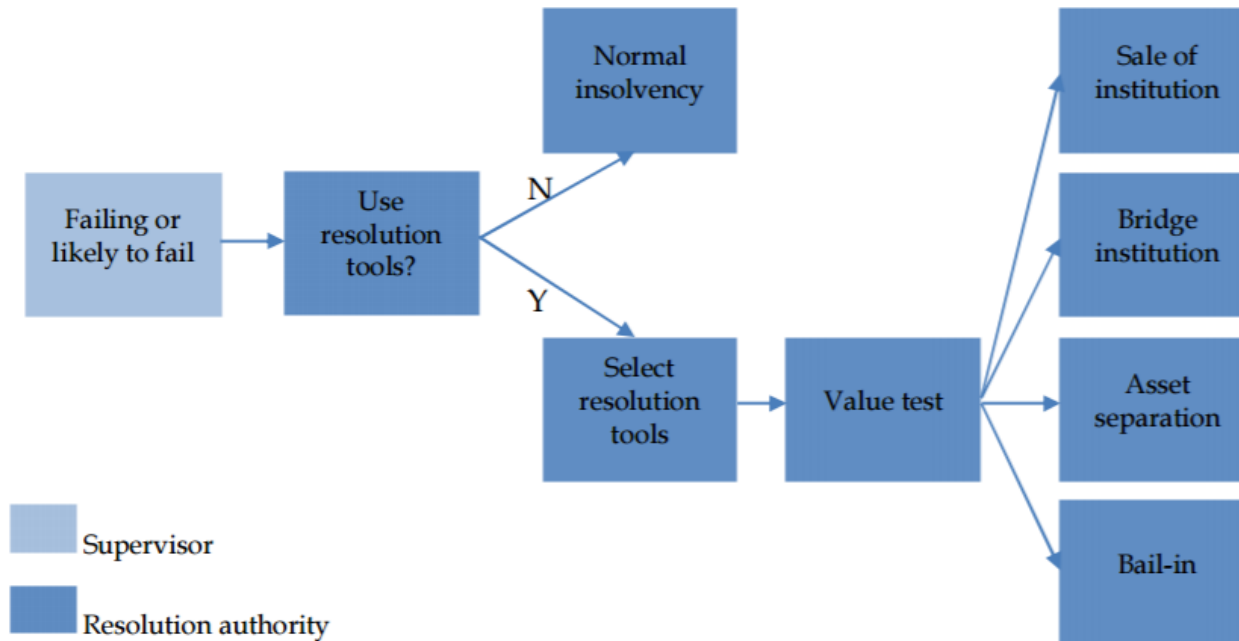 Failing or
likely to fail
Use
resolution
tools?
N
Normal
insolvency
Y
Select
resolution
tools
Value test
Sale of
institution
Bridge
institution
Asset
separation
Bail-in
Supervisor
Resolution authority